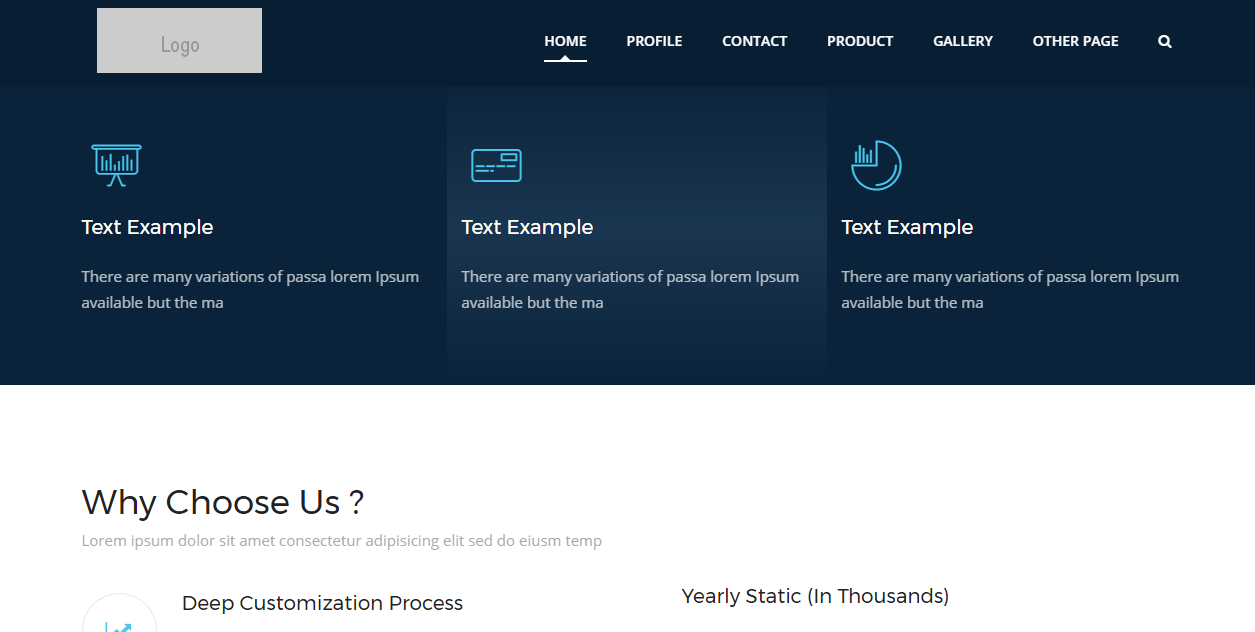 Logo
HOME PROFILE CONTACT PRODUCT GALLERY OTHER PAGE
Text Example
There are many variations of passa lorem Ipsum
available but the ma
Text Example
There are many variations of passa lorem Ipsum
available but the ma
Text Example
There are many variations of passa lorem Ipsum
available but the ma
Why Choose Us ?
Lorem ipsum dolor sit amet consectetur adipisicing elit sed do eiusm temp
Deep Customization Process
Yearly Static (In Thousands)